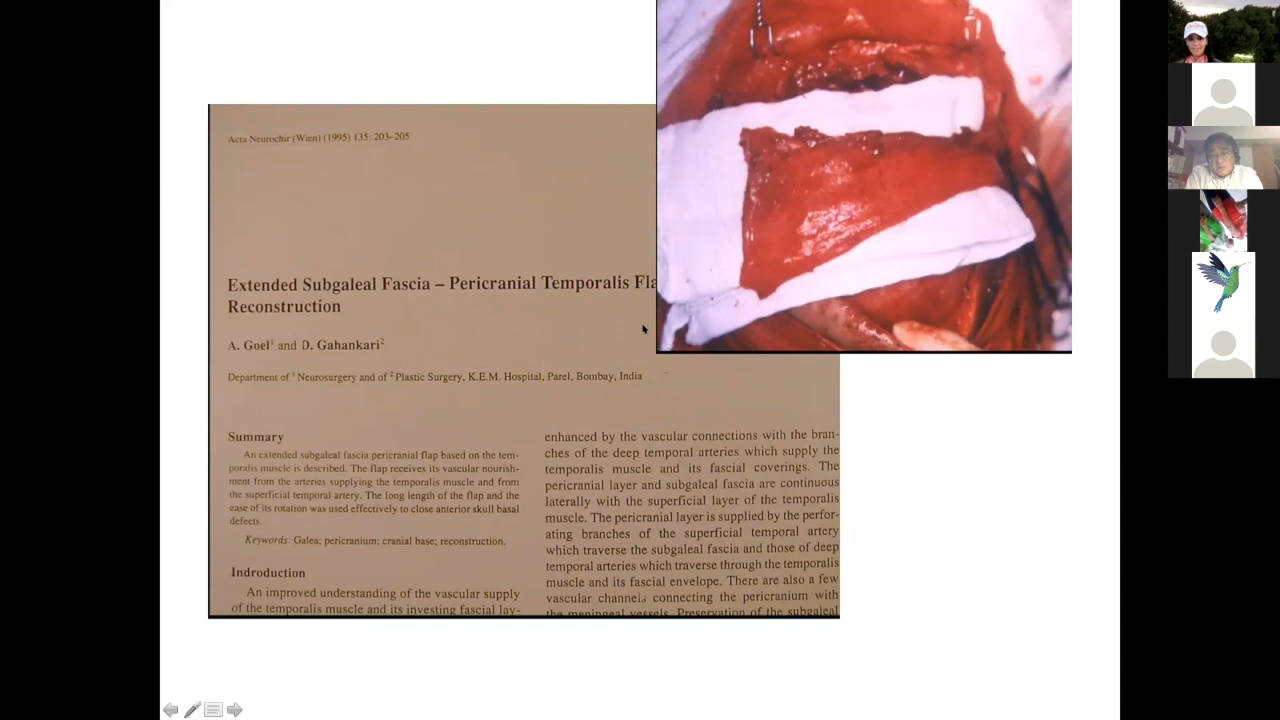 Acta Neurochir (Wien) (1995) 135: 203–205
Extended Subgaleal Fascia – Pericranial Temporalis Fla
Reconstruction
A. Goel¹ and D. Gahankari²
Department of ¹ Neurosurgery and of ² Plastic Surgery, K.E.M. Hospital, Parel, Bombay, India
Summary
An extended subgaleal fascia pericranial flap based on the tem-
poralis muscle is described. The flap receives its vascular nourish-
ment from the arteries supplying the temporalis muscle and from
the superficial temporal artery. The long length of the flap and the
ease of its rotation was used effectively to close anterior skull basal
defects.
Keywords: Galea; pericranium; cranial base; reconstruction.
Indroduction
An improved understanding of the vascular supply
of the temporalis muscle and its investing fascial lay-
enhanced by the vascular connections with the bran-
ches of the deep temporal arteries which supply the
temporalis muscle and its fascial coverings. The
pericranial layer and subgaleal fascia are continuous
laterally with the superficial layer of the temporalis
muscle. The pericranial layer is supplied by the perfor-
ating branches of the superficial temporal artery
which traverse the subgaleal fascia and those of deep
temporal arteries which traverse through the temporalis
muscle and its fascial envelope. There are also a few
vascular channels connecting the pericranium with
the meningeal vessels. Preservation of the subgaleal